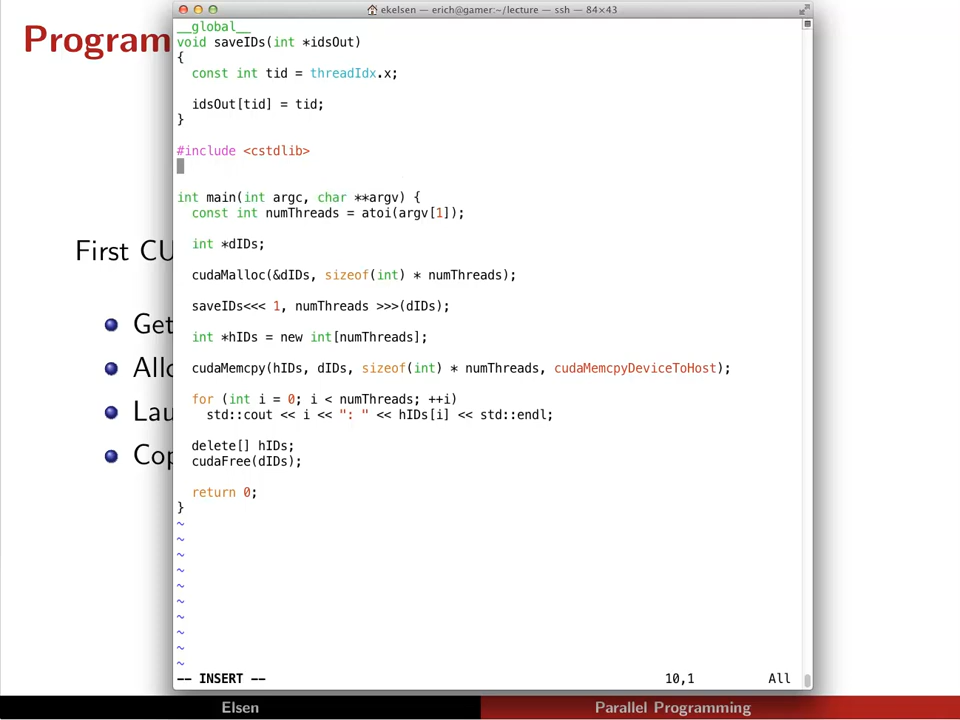 Program
ekelsen — erich@gamer:~/lecture — ssh — 84×43
__global__
void saveIDs(int *idsOut)
{
  const int tid = threadIdx.x;
  idsOut[tid] = tid;
}
#include <cstdlib>
int main(int argc, char **argv) {
  const int numThreads = atoi(argv[1]);
  int *dIDs;
First CU
  cudaMalloc(&dIDs, sizeof(int) * numThreads);
  saveIDs<<< 1, numThreads >>>(dIDs);
Get
  int *hIDs = new int[numThreads];
Allo
  cudaMemcpy(hIDs, dIDs, sizeof(int) * numThreads, cudaMemcpyDeviceToHost);
  for (int i = 0; i < numThreads; ++i)
Lau
    std::cout << i << ": " << hIDs[i] << std::endl;
  delete[] hIDs;
Cop
  cudaFree(dIDs);
  return 0;
}
~
~
~
~
~
~
~
~
~
~
-- INSERT -- 10,1 All
Elsen Parallel Programming